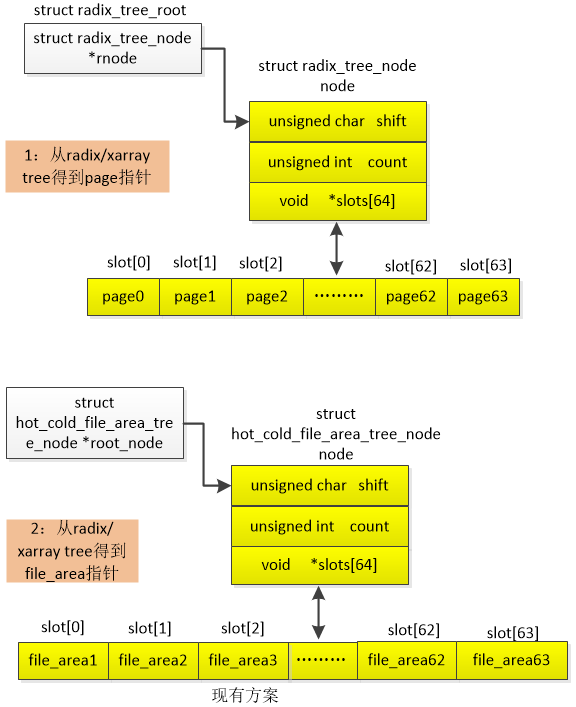 struct radix_tree_root
struct radix_tree_node
*rnode
struct radix_tree_node
node
unsigned char shift
unsigned int count
void *slots[64]
1：从radix/xarray
tree得到page指针
slot[0] slot[1] slot[2] slot[62] slot[63]
page0 page1 page2 ……… page62 page63
struct
hot_cold_file_area_tre
e_node *root_node
struct
hot_cold_file_area_tree_node
node
unsigned char shift
unsigned int count
void *slots[64]
2：从radix/
xarray tree得到
file_area指针
slot[0] slot[1] slot[2] slot[62] slot[63]
file_area1 file_area2 file_area3 ……… file_area62 file_area63
现有方案